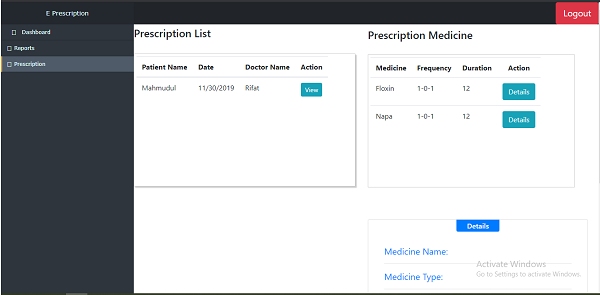 E Prescription
Logout
Dashboard
Reports
Prescription
Prescription List
Patient Name Date Doctor Name Action
Mahmudul 11/30/2019 Rifat View
Prescription Medicine
Medicine Frequency Duration Action
Floxin 1-0-1 12 Details
Napa 1-0-1 12 Details
Details
Medicine Name:
Medicine Type:
Activate Windows
Go to Settings to activate Windows.